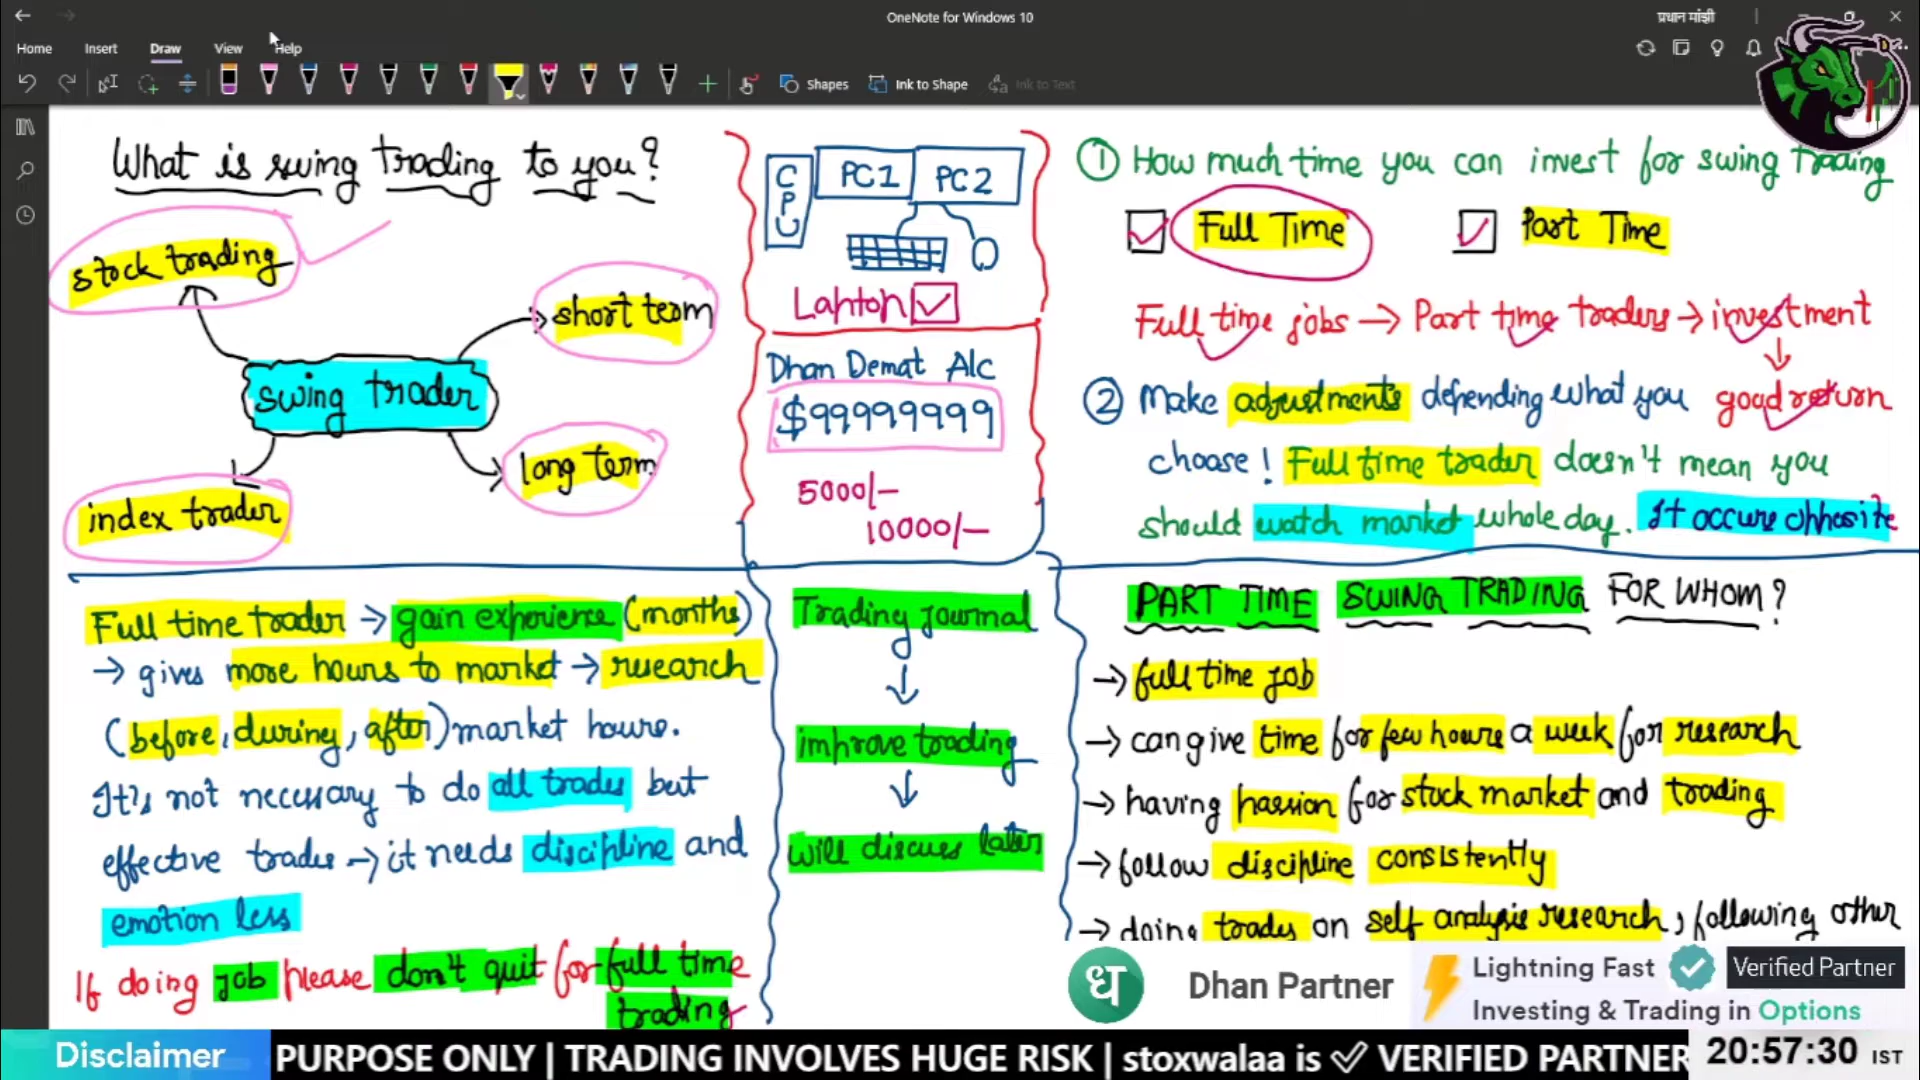 OneNote for Windows 10
प्रधान मांझी
Home Insert Draw View Help
Shapes Ink to Shape Ink to Text
What is swing trading to you?
stock trading
short term
swing trader
long term
index trader
CPU PC1 PC2
Laptop
Dhan Demat A/c
$99999999
5000/-
10000/-
① How much time you can invest for swing trading
Full Time Part Time
Full time jobs → Part time traders → investment
↓
good return
② Make adjustments depending what you
choose! Full time trader doesn't mean you
should watch market whole day. It occurs opposite
Full time trader → gain experience (months)
→ gives more hours to market → research
(before, during, after) market hours.
It's not necessary to do all trades but
effective trades → it needs discipline and
emotion less
If doing job please don't quit for full time
trading
Trading journal
↓
improve trading
↓
will discuss later
PART TIME SWING TRADING FOR WHOM?
→ full time job
→ can give time for few hours a week for research
→ having passion for stock market and trading
→ follow discipline consistently
→ doing trades on self analysis research, following other
ध Dhan Partner
Lightning Fast Verified Partner
Investing & Trading in Options
Disclaimer PURPOSE ONLY | TRADING INVOLVES HUGE RISK | stoxwalaa is ✅ VERIFIED PARTNER 20:57:30 IST